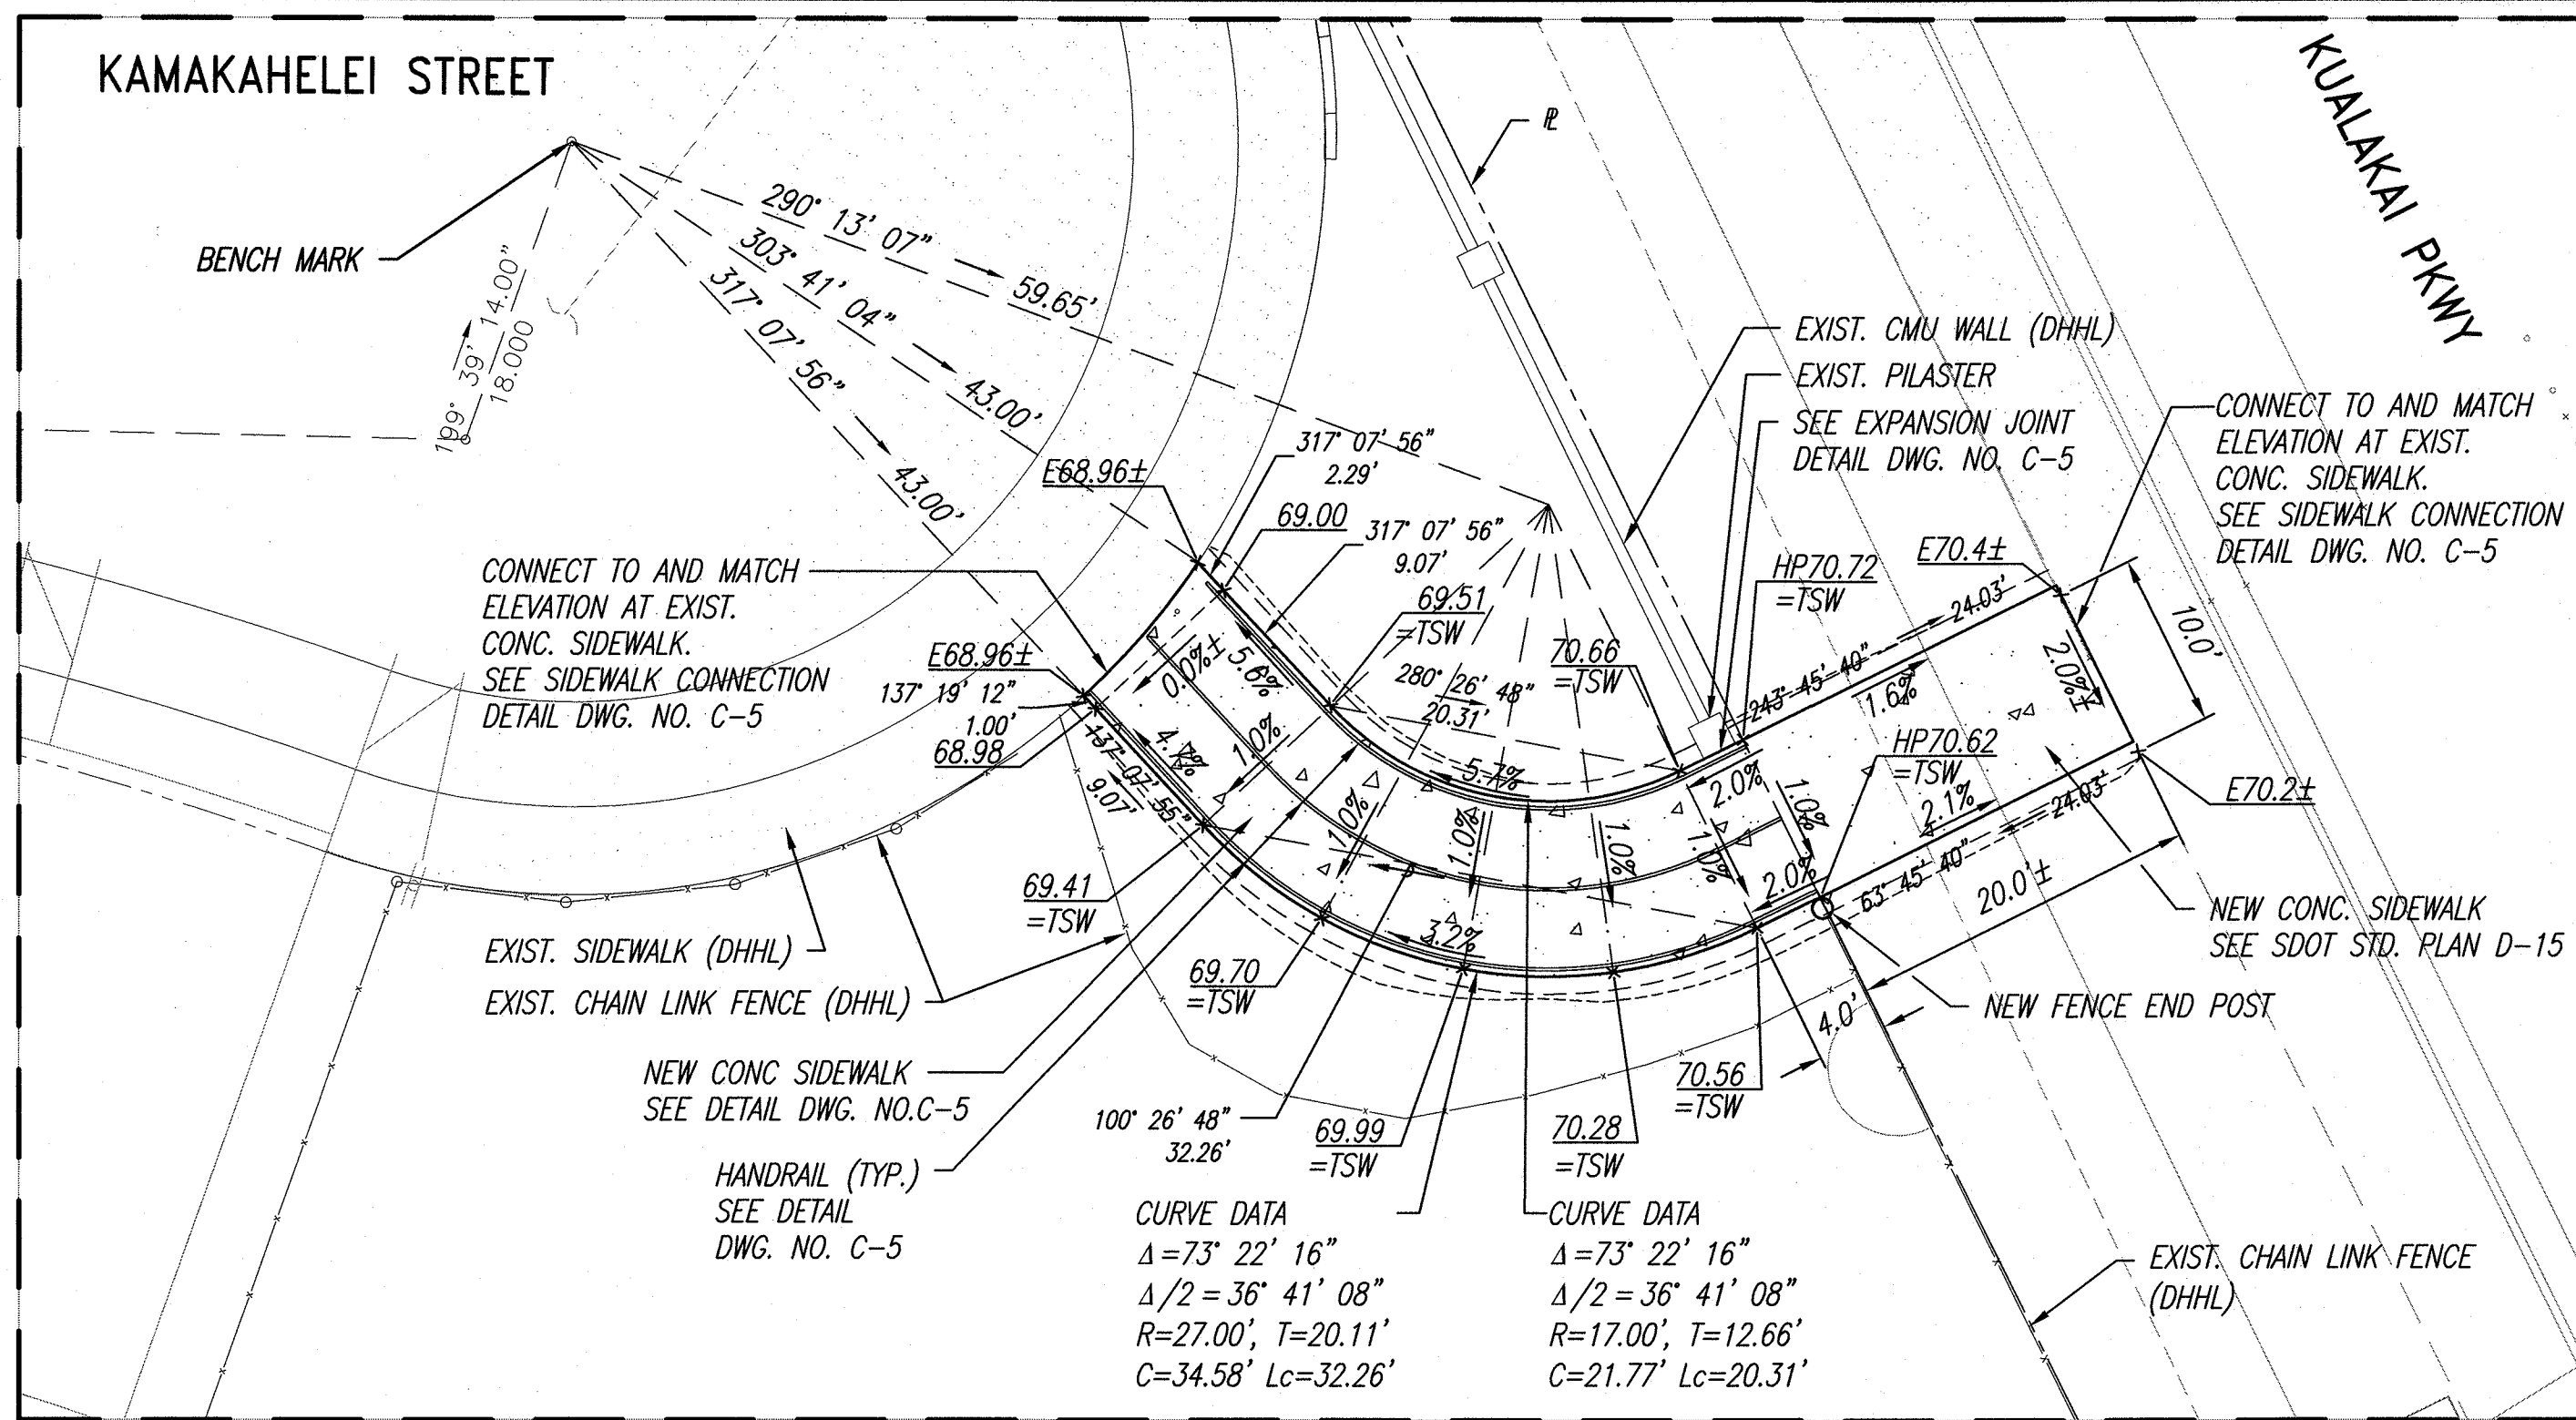 KAMAKAHELEI STREET
KUALAKAI PKWY
BENCH MARK
199° 39' 14.00"
18.000
290° 13' 07"
59.65'
303° 41' 04"
43.00'
317° 07' 56"
43.00'
℄
EXIST. CMU WALL (DHHL)
EXIST. PILASTER
SEE EXPANSION JOINT
DETAIL DWG. NO. C-5
CONNECT TO AND MATCH
ELEVATION AT EXIST.
CONC. SIDEWALK.
SEE SIDEWALK CONNECTION
DETAIL DWG. NO. C-5
E68.96±
317° 07' 56"
2.29'
69.00
317° 07' 56"
9.07'
69.51
=TSW
HP70.72
=TSW
E70.4±
24.03'
243° 45' 40"
10.0'
CONNECT TO AND MATCH
ELEVATION AT EXIST.
CONC. SIDEWALK.
SEE SIDEWALK CONNECTION
DETAIL DWG. NO. C-5
E68.96±
137° 19' 12"
1.00'
68.98
0.0%±
5.6%
280° 26' 48"
20.31'
70.66
=TSW
1.6%
2.0%±
HP70.62
=TSW
2.1%
24.03'
E70.2±
137° 07' 55"
9.07'
4.7%
1.0%
5.7%
1.0%
1.0%
1.0%
2.0%
1.0%
1.0%
2.0%
63° 45' 40"
20.0'±
3.2%
69.41
=TSW
EXIST. SIDEWALK (DHHL)
EXIST. CHAIN LINK FENCE (DHHL)
69.70
=TSW
NEW CONC. SIDEWALK
SEE SDOT STD. PLAN D-15
NEW FENCE END POST
4.0'
NEW CONC SIDEWALK
SEE DETAIL DWG. NO.C-5
100° 26' 48"
32.26'
69.99
=TSW
70.28
=TSW
70.56
=TSW
HANDRAIL (TYP.)
SEE DETAIL
DWG. NO. C-5
CURVE DATA
Δ=73° 22' 16"
Δ/2=36° 41' 08"
R=27.00', T=20.11'
C=34.58' Lc=32.26'
CURVE DATA
Δ=73° 22' 16"
Δ/2=36° 41' 08"
R=17.00', T=12.66'
C=21.77' Lc=20.31'
EXIST. CHAIN LINK FENCE
(DHHL)